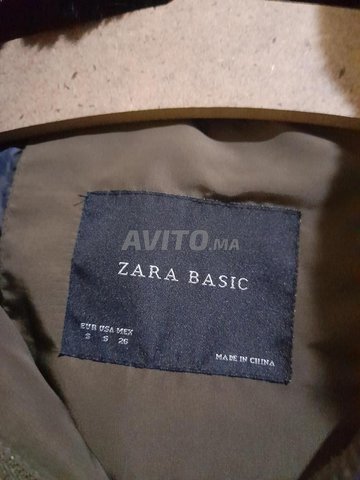 AVITO.MA
ZARA BASIC
EUR USA MEX
S S 26
MADE IN CHINA